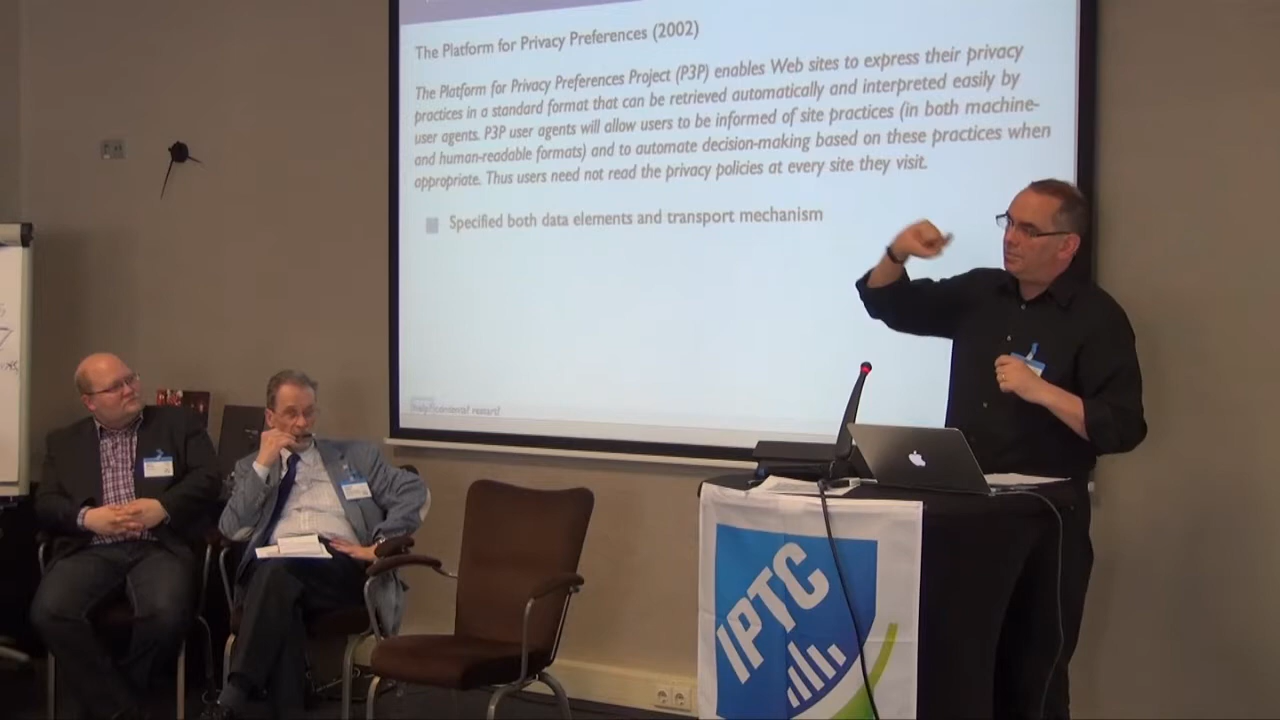 The Platform for Privacy Preferences (2002)
The Platform for Privacy Preferences Project (P3P) enables Web sites to express their privacy
practices in a standard format that can be retrieved automatically and interpreted easily by
user agents. P3P user agents will allow users to be informed of site practices (in both machine-
and human-readable formats) and to automate decision-making based on these practices when
appropriate. Thus users need not read the privacy policies at every site they visit.
Specified both data elements and transport mechanism
IPTC